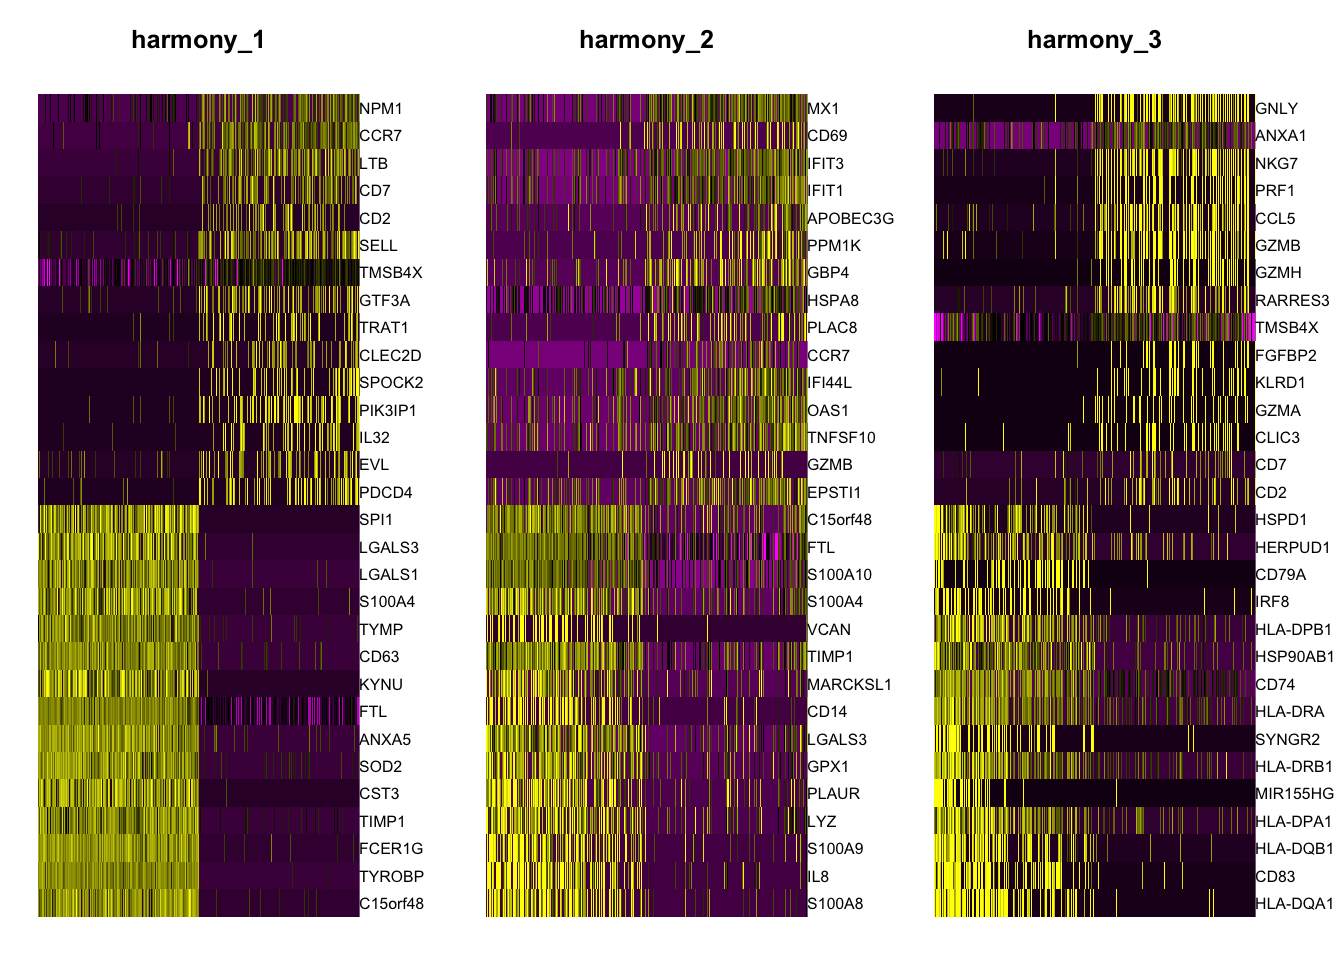 harmony_1
NPM1
CCR7
LTB
CD7
CD2
SELL
TMSB4X
GTF3A
TRAT1
CLEC2D
SPOCK2
PIK3IP1
IL32
EVL
PDCD4
SPI1
LGALS3
LGALS1
S100A4
TYMP
CD63
KYNU
FTL
ANXA5
SOD2
CST3
TIMP1
FCER1G
TYROBP
C15orf48
harmony_2
MX1
CD69
IFIT3
IFIT1
APOBEC3G
PPM1K
GBP4
HSPA8
PLAC8
CCR7
IFI44L
OAS1
TNFSF10
GZMB
EPSTI1
C15orf48
FTL
S100A10
S100A4
VCAN
TIMP1
MARCKSL1
CD14
LGALS3
GPX1
PLAUR
LYZ
S100A9
IL8
S100A8
harmony_3
GNLY
ANXA1
NKG7
PRF1
CCL5
GZMB
GZMH
RARRES3
TMSB4X
FGFBP2
KLRD1
GZMA
CLIC3
CD7
CD2
HSPD1
HERPUD1
CD79A
IRF8
HLA-DPB1
HSP90AB1
CD74
HLA-DRA
SYNGR2
HLA-DRB1
MIR155HG
HLA-DPA1
HLA-DQB1
CD83
HLA-DQA1